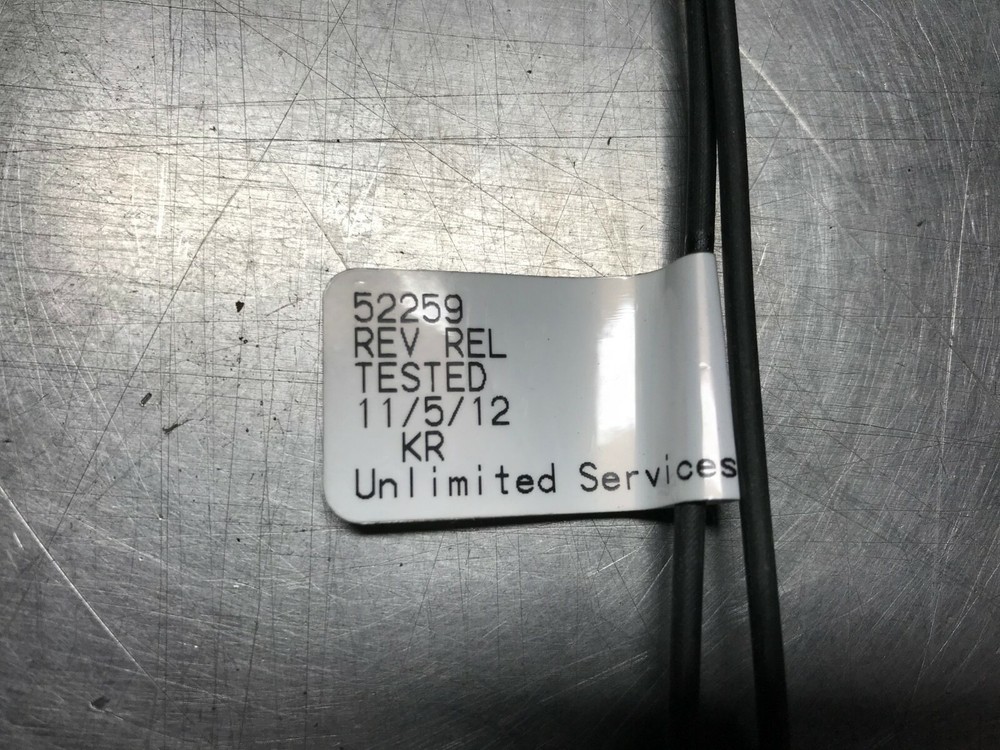 52259
REV REL
TESTED
11/5/12
KR
Unlimited Services